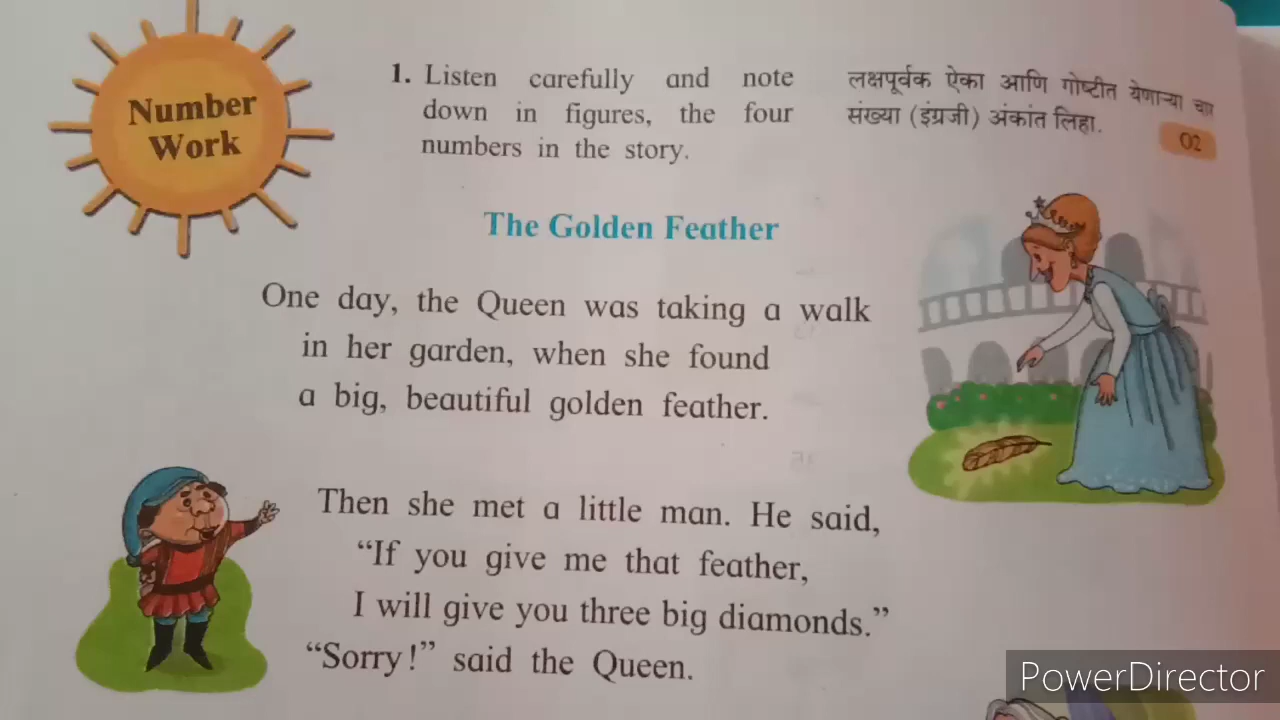 Number
Work
1. Listen carefully and note
down in figures, the four
numbers in the story.
लक्षपूर्वक ऐका आणि गोष्टीत येणाऱ्या चार
संख्या (इंग्रजी) अंकांत लिहा.
02
The Golden Feather
One day, the Queen was taking a walk
in her garden, when she found
a big, beautiful golden feather.
Then she met a little man. He said,
“If you give me that feather,
I will give you three big diamonds.”
“Sorry!” said the Queen.
PowerDirector